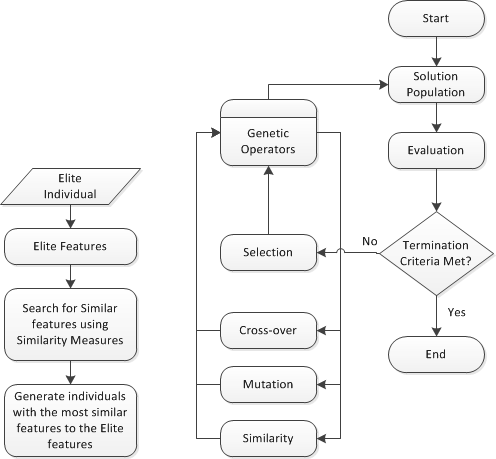 Start
Solution
Population
Evaluation
Termination
Criteria Met?
No
Yes
End
Genetic
Operators
Selection
Cross-over
Mutation
Similarity
Elite
Individual
Elite Features
Search for Similar
features using
Similarity Measures
Generate individuals
with the most similar
features to the Elite
features